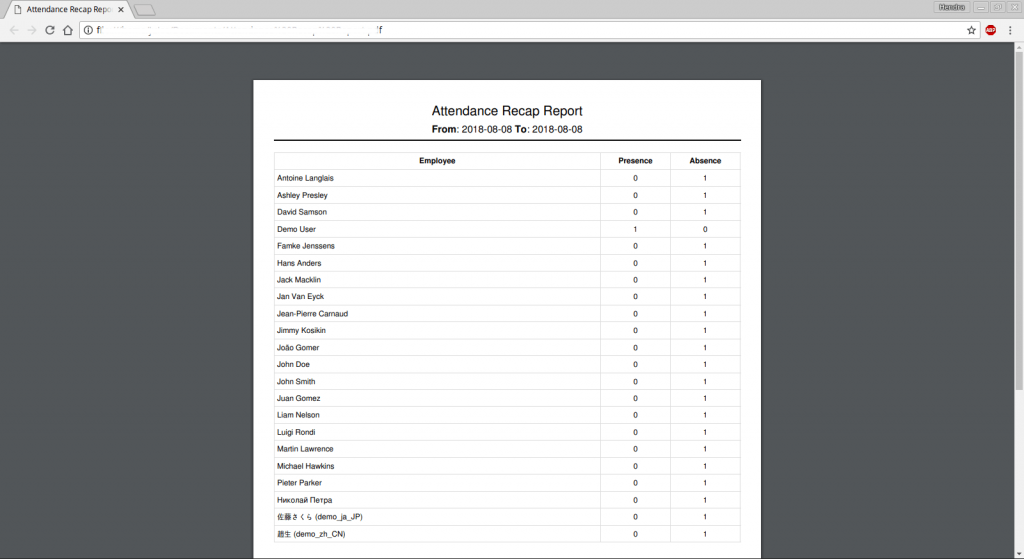 Attendance Recap Repor
Hendra
ABP
Attendance Recap Report
From: 2018-08-08 To: 2018-08-08
Employee Presence Absence
Antoine Langlais 0 1
Ashley Presley 0 1
David Samson 0 1
Demo User 1 0
Famke Jenssens 0 1
Hans Anders 0 1
Jack Macklin 0 1
Jan Van Eyck 0 1
Jean-Pierre Carnaud 0 1
Jimmy Kosikin 0 1
João Gomer 0 1
John Doe 0 1
John Smith 0 1
Juan Gomez 0 1
Liam Nelson 0 1
Luigi Rondi 0 1
Martin Lawrence 0 1
Michael Hawkins 0 1
Pieter Parker 0 1
Николай Петра 0 1
佐藤さくら (demo_ja_JP) 0 1
趙生 (demo_zh_CN) 0 1